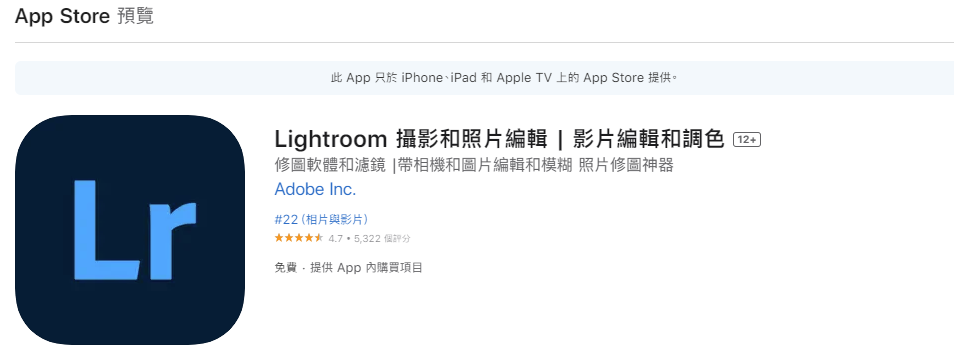 App Store 預覽
此 App 只於 iPhone、iPad 和 Apple TV 上的 App Store 提供。
Lightroom 攝影和照片編輯 | 影片編輯和調色 12+
修圖軟體和濾鏡 |帶相機和圖片編輯和模糊 照片修圖神器
Adobe Inc.
#22 (相片與影片)
4.7 • 5,322 個評分
免費 · 提供 App 內購買項目
Lr